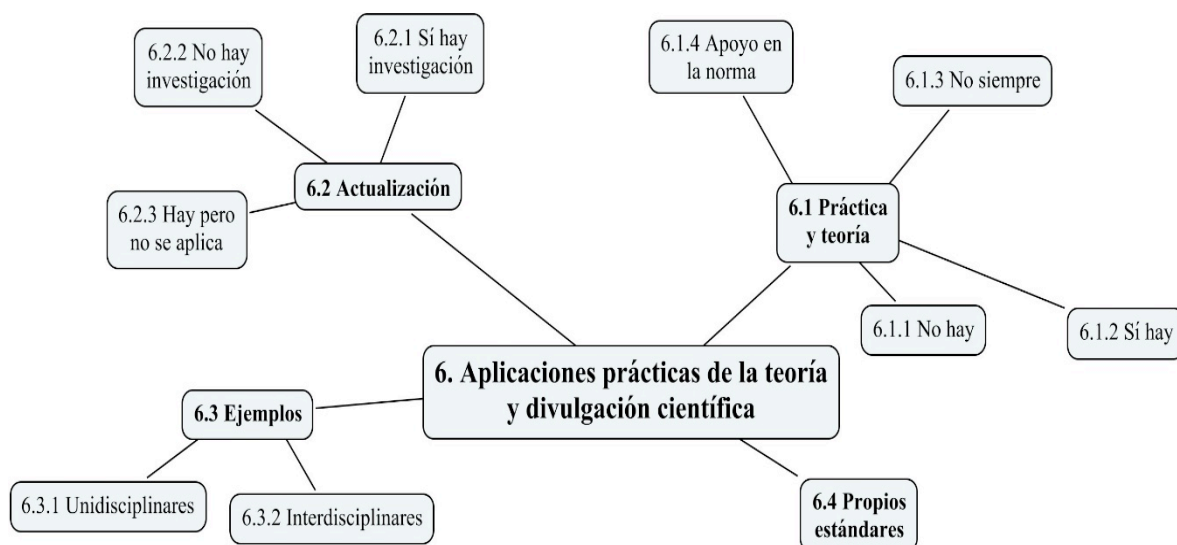 6.2.2 No hay
investigación
6.2.1 Sí hay
investigación
6.1.4 Apoyo en
la norma
6.1.3 No siempre
6.2 Actualización
6.2.3 Hay pero
no se aplica
6.1 Práctica
y teoría
6.1.1 No hay
6.1.2 Sí hay
6. Aplicaciones prácticas de la teoría
y divulgación científica
6.3 Ejemplos
6.3.1 Unidisciplinares
6.3.2 Interdisciplinares
6.4 Propios
estándares